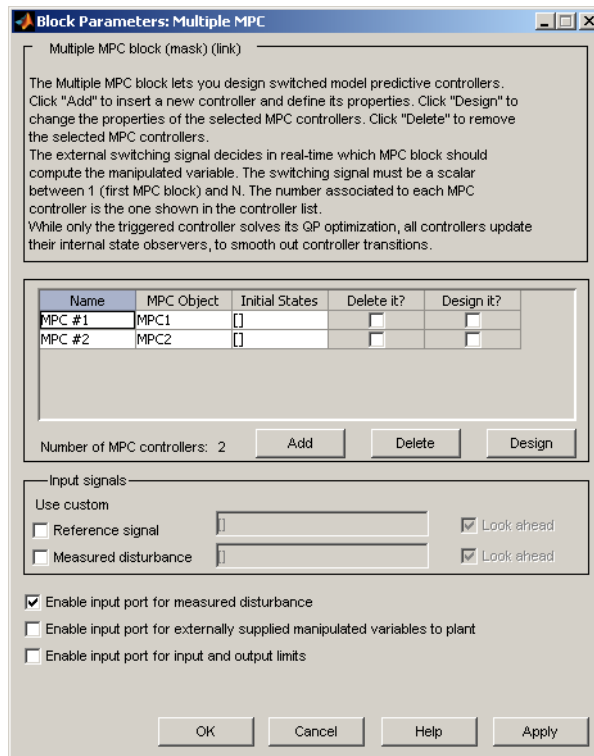 Block Parameters: Multiple MPC
Multiple MPC block (mask) (link)
The Multiple MPC block lets you design switched model predictive controllers.
Click "Add" to insert a new controller and define its properties. Click "Design" to
change the properties of the selected MPC controllers. Click "Delete" to remove
the selected MPC controllers.
The external switching signal decides in real-time which MPC block should
compute the manipulated variable. The switching signal must be a scalar
between 1 (first MPC block) and N. The number associated to each MPC
controller is the one shown in the controller list.
While only the triggered controller solves its QP optimization, all controllers update
their internal state observers, to smooth out controller transitions.
Name MPC Object Initial States Delete it? Design it?
MPC #1 MPC1 []
MPC #2 MPC2 []
Number of MPC controllers: 2 Add Delete Design
Input signals
Use custom
Reference signal [] Look ahead
Measured disturbance [] Look ahead
Enable input port for measured disturbance
Enable input port for externally supplied manipulated variables to plant
Enable input port for input and output limits
OK Cancel Help Apply